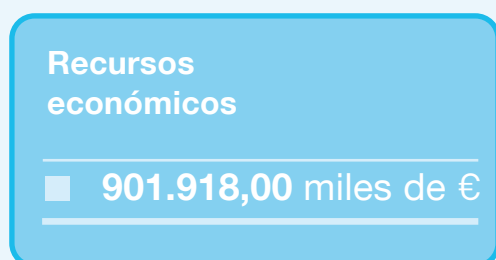 Recursos
económicos
901.918,00 miles de €